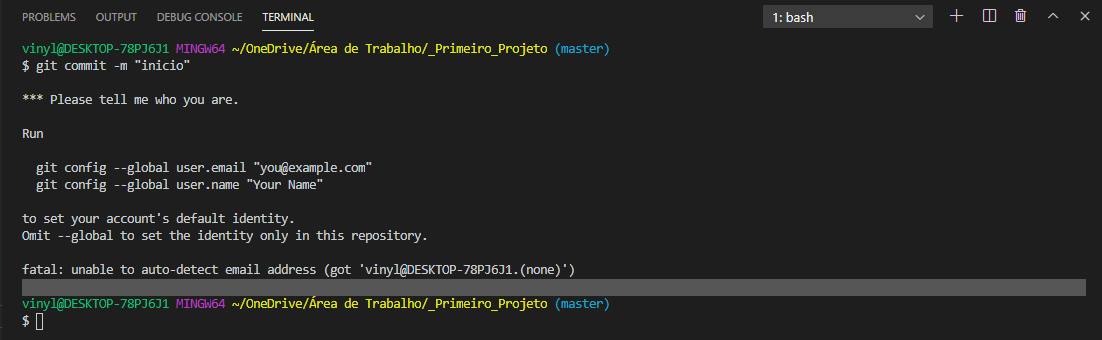 PROBLEMS OUTPUT DEBUG CONSOLE TERMINAL 1: bash
vinyl@DESKTOP-78PJ6J1 MINGW64 ~/OneDrive/Área de Trabalho/_Primeiro_Projeto (master)
$ git commit -m "inicio"
*** Please tell me who you are.
Run
git config --global user.email "you@example.com"
git config --global user.name "Your Name"
to set your account's default identity.
Omit --global to set the identity only in this repository.
fatal: unable to auto-detect email address (got 'vinyl@DESKTOP-78PJ6J1.(none)')
vinyl@DESKTOP-78PJ6J1 MINGW64 ~/OneDrive/Área de Trabalho/_Primeiro_Projeto (master)
$